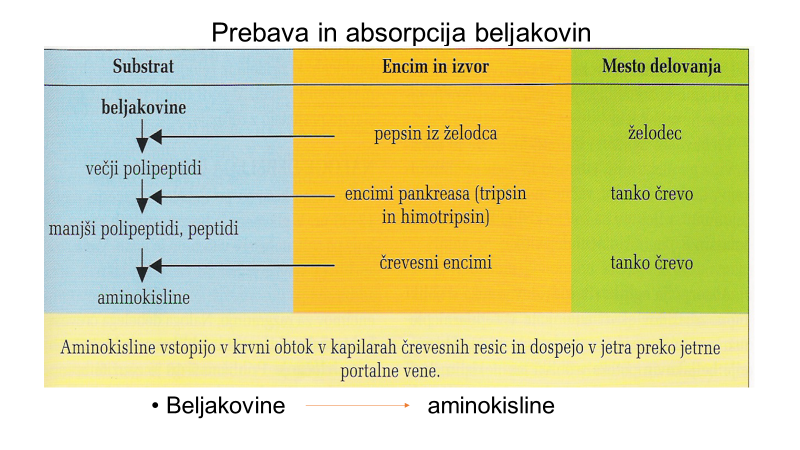 Prebava in absorpcija beljakovin
Substrat Encim in izvor Mesto delovanja
beljakovine
pepsin iz želodca želodec
večji polipeptidi
encimi pankreasa (tripsin tanko črevo
in himotripsin)
manjši polipeptidi, peptidi
črevesni encimi tanko črevo
aminokisline
Aminokisline vstopijo v krvni obtok v kapilarah črevesnih resic in dospejo v jetra preko jetrne
portalne vene.
• Beljakovine aminokisline